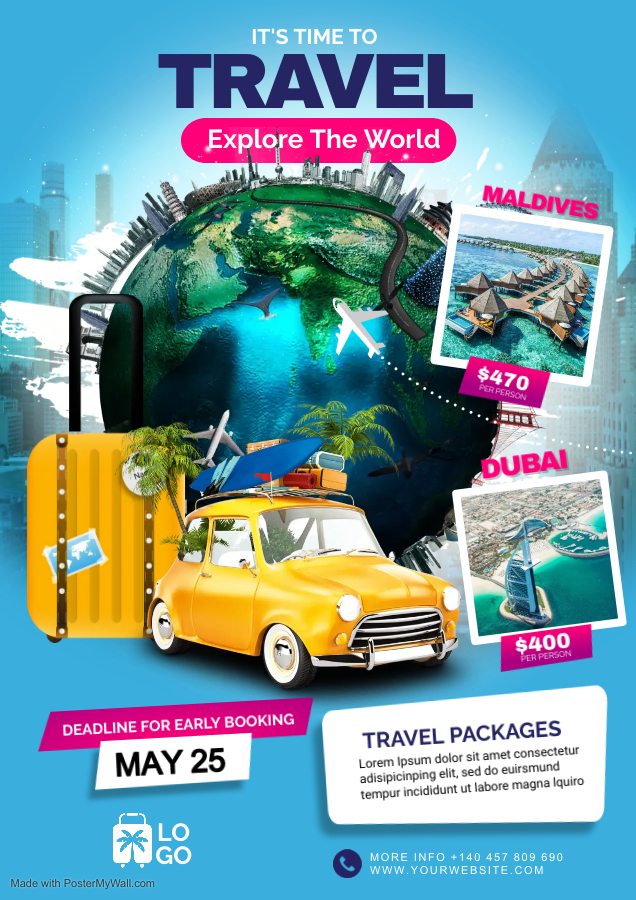 IT'S TIME TO
TRAVEL
Explore The World
MALDIVES
$470
PER PERSON
DUBAI
$400
PER PERSON
DEADLINE FOR EARLY BOOKING
MAY 25
TRAVEL PACKAGES
Lorem Ipsum dolor sit amet consectetur
adisipicinping elit, sed do euirsmund
tempur incididunt ut labore magna lquiro
LO
GO
MORE INFO +140 457 809 690
WWW.YOURWEBSITE.COM
Made with PosterMyWall.com